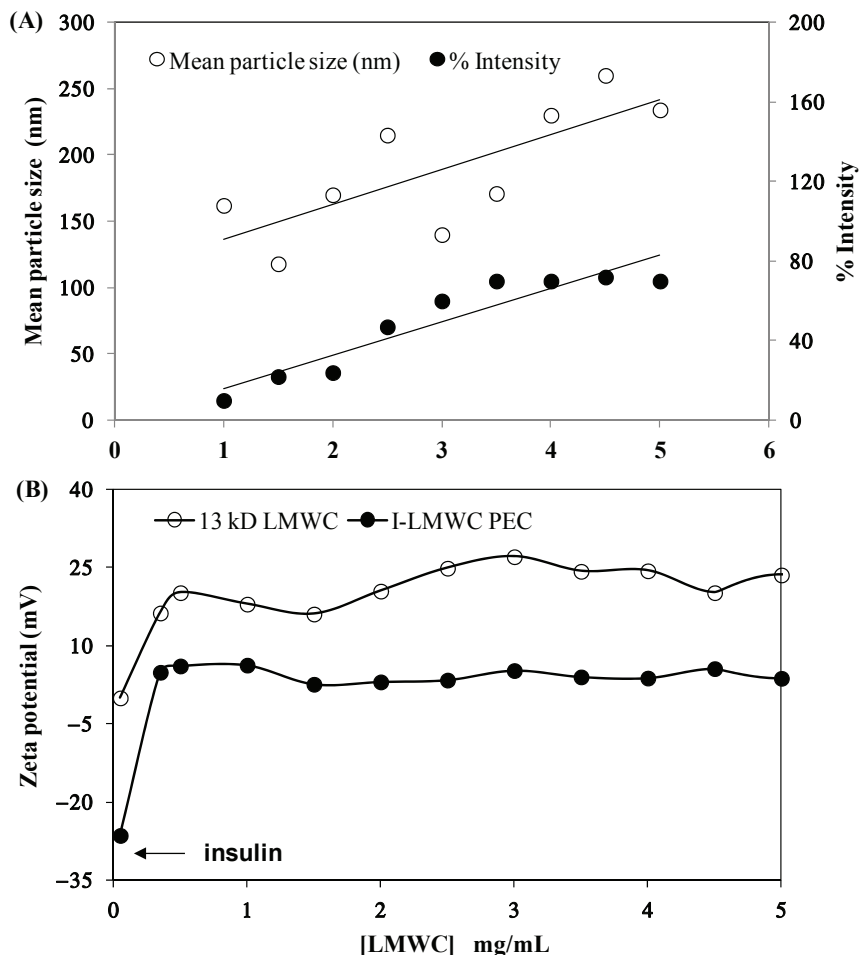 (A)
Mean particle size (nm)
% Intensity
Mean particle size (nm)
300
250
200
150
100
50
0
200
160
120
80
40
0
% Intensity
0 1 2 3 4 5 6
(B)
13 kD LMWC
I-LMWC PEC
Zeta potential (mV)
40
25
10
−5
−20
−35
insulin
0 1 2 3 4 5
[LMWC] mg/mL